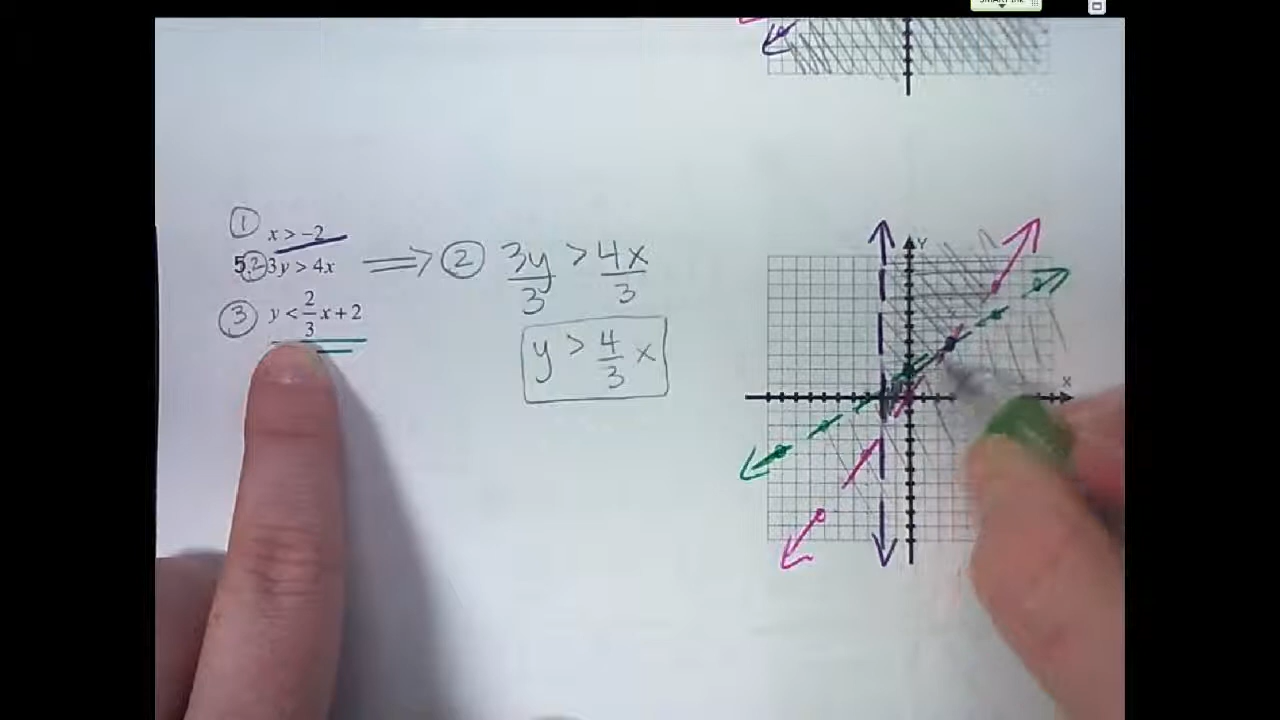 ① x > -2
5. ② 3y > 4x ⟹ ② 3y/3 > 4x/3
③ y < 2/3 x + 2
y > 4/3 x
Y
X